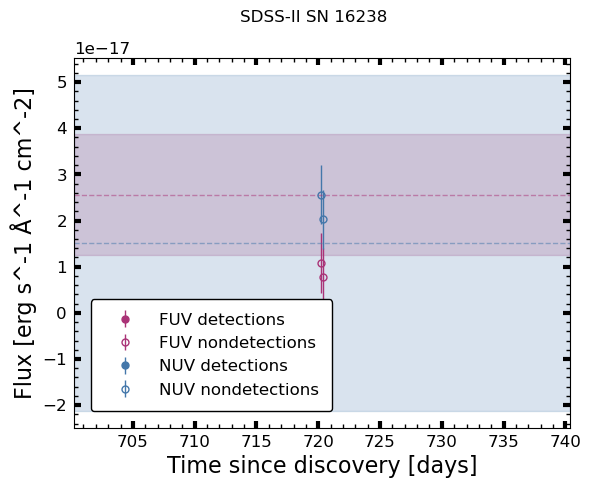 SDSS-II SN 16238
1e−17
Flux [erg s^-1 Å^-1 cm^-2]
5
4
3
2
1
0
−1
−2
FUV detections
FUV nondetections
NUV detections
NUV nondetections
705 710 715 720 725 730 735 740
Time since discovery [days]